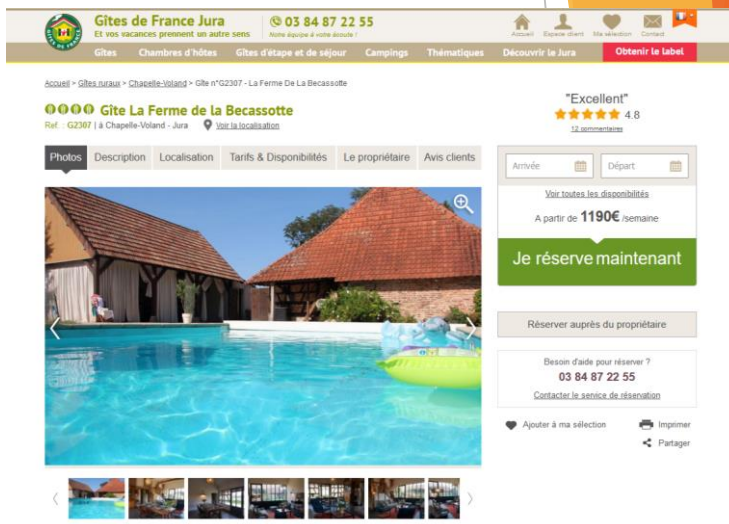 Gîtes de France Jura
Et vos vacances prennent un autre sens
03 84 87 22 55
Notre équipe à votre écoute !
Accueil Espace client Ma sélection Contact
Gîtes Chambres d'hôtes Gîtes d'étape et de séjour Campings Thématiques Découvrir le Jura Obtenir le label
Accueil > Gîtes ruraux > Chapelle-Voland > Gîte n°G2307 - La Ferme De La Becassotte
Gîte La Ferme de la Becassotte
Ref. : G2307 | à Chapelle-Voland - Jura Voir la localisation
"Excellent"
4.8
12 commentaires
Photos Description Localisation Tarifs & Disponibilités Le propriétaire Avis clients
Arrivée Départ
Voir toutes les disponibilités
A partir de 1190€ /semaine
Je réserve maintenant
Réserver auprès du propriétaire
Besoin d'aide pour réserver ?
03 84 87 22 55
Contacter le service de réservation
Ajouter à ma sélection Imprimer
Partager